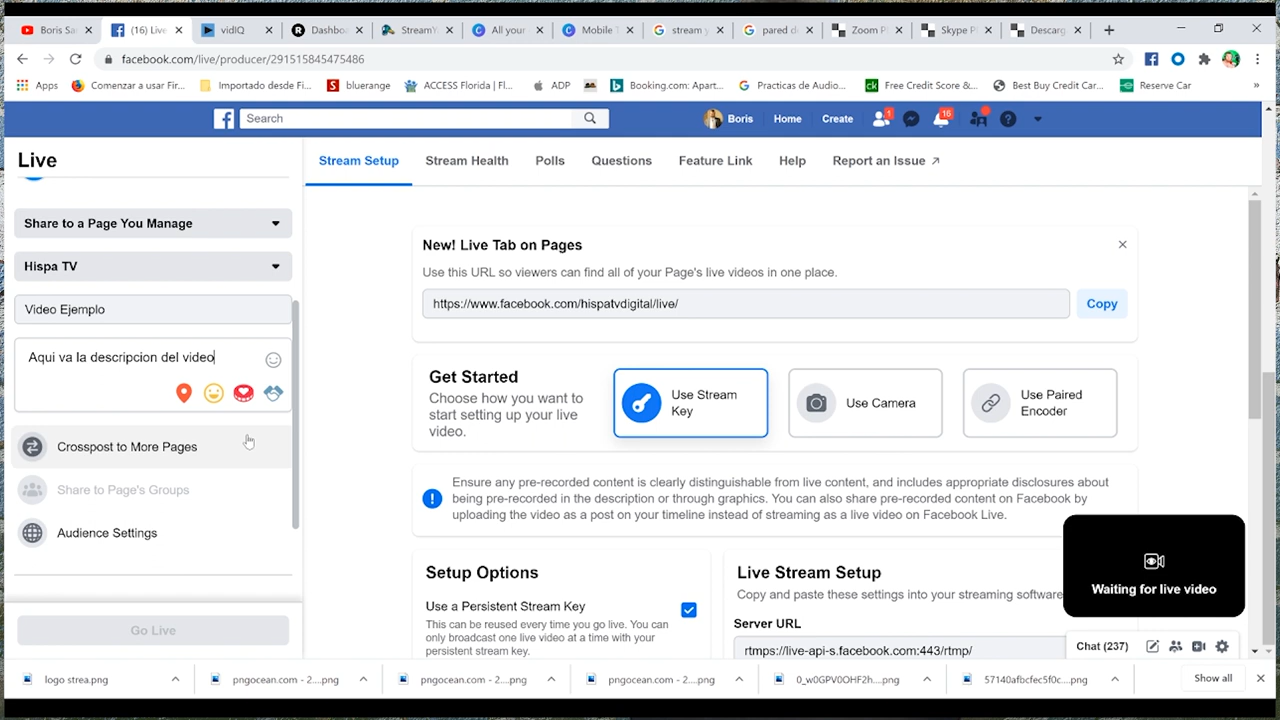 Boris Sa
(16) Live
vidIQ
Dashbo
StreamY
All your
Mobile T
stream y
pared de
Zoom P
Skype P
Descarg
facebook.com/live/producer/291515845475486
Apps
Comenzar a usar Fir...
Importado desde Fi...
bluerange
ACCESS Florida | Fl...
ADP
Booking.com: Apart...
Practicas de Audio...
Free Credit Score &...
Best Buy Credit Car...
Reserve Car
»
Search
Boris
Home
Create
1
16
Live
Stream Setup
Stream Health
Polls
Questions
Feature Link
Help
Report an Issue
Share to a Page You Manage
Hispa TV
Video Ejemplo
Aqui va la descripcion del video
Crosspost to More Pages
Share to Page's Groups
Audience Settings
Go Live
New! Live Tab on Pages
Use this URL so viewers can find all of your Page's live videos in one place.
https://www.facebook.com/hispatvdigital/live/
Copy
Get Started
Choose how you want to
start setting up your live
video.
Use Stream
Key
Use Camera
Use Paired
Encoder
Ensure any pre-recorded content is clearly distinguishable from live content, and includes appropriate disclosures about
being pre-recorded in the description or through graphics. You can also share pre-recorded content on Facebook by
uploading the video as a post on your timeline instead of streaming as a live video on Facebook Live.
Setup Options
Use a Persistent Stream Key
This can be reused every time you go live. You can
only broadcast one live video at a time with your
persistent stream key.
Live Stream Setup
Copy and paste these settings into your streaming software
Server URL
rtmps://live-api-s.facebook.com:443/rtmp/
Waiting for live video
Chat (237)
logo strea.png
pngocean.com - 2....png
pngocean.com - 2....png
pngocean.com - 2....png
0_w0GPV0OHF2h....png
57140afbcfec5f0c....png
Show all